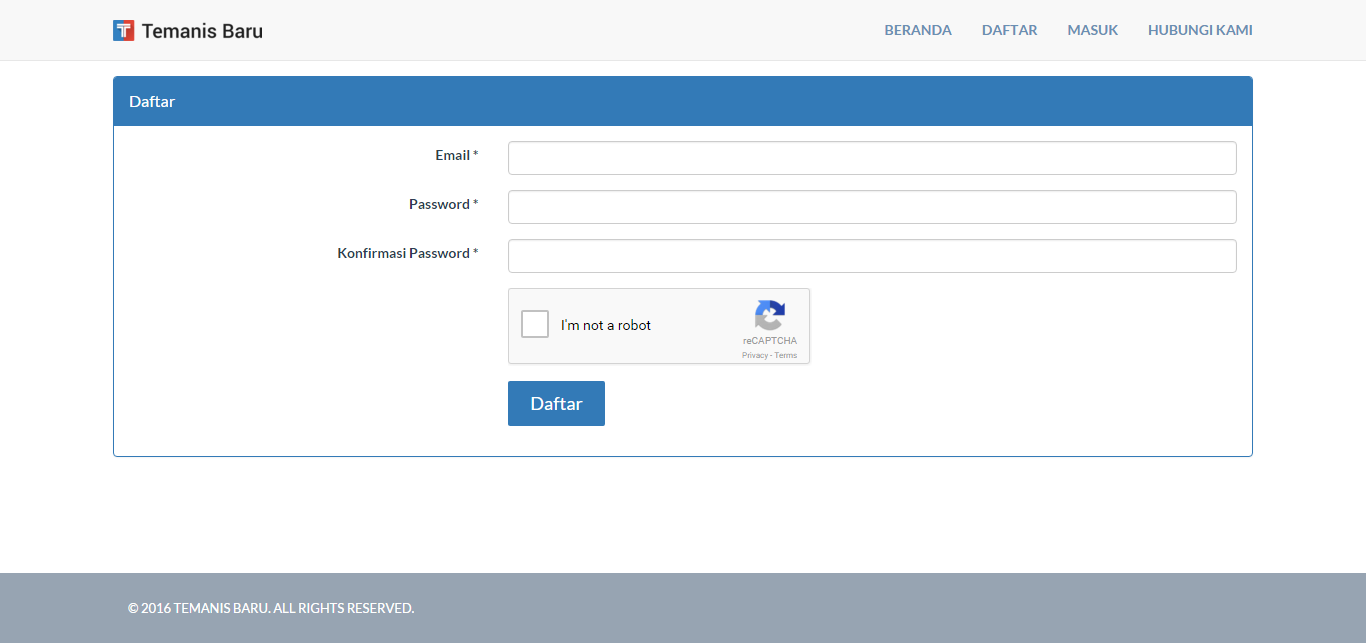 Temanis Baru
BERANDA DAFTAR MASUK HUBUNGI KAMI
Daftar
Email *
Password *
Konfirmasi Password *
I'm not a robot
reCAPTCHA
Privacy - Terms
Daftar
© 2016 TEMANIS BARU. ALL RIGHTS RESERVED.